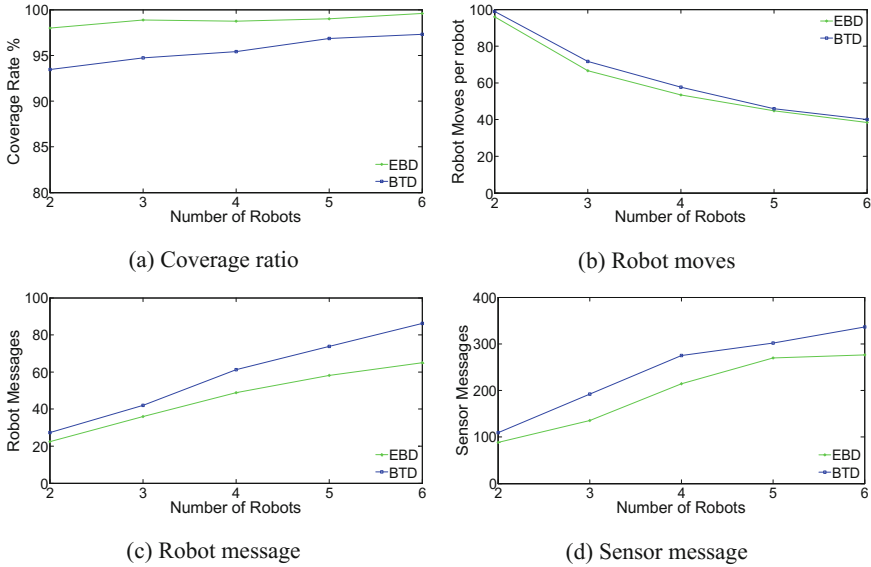 100
95
90
85
80
Coverage Rate %
EBD
BTD
2 3 4 5 6
Number of Robots
(a) Coverage ratio
100
80
60
40
20
0
Robot Moves per robot
EBD
BTD
2 3 4 5 6
Number of Robots
(b) Robot moves
100
80
60
40
20
0
Robot Messages
EBD
BTD
2 3 4 5 6
Number of Robots
(c) Robot message
400
300
200
100
0
Sensor Messages
EBD
BTD
2 3 4 5 6
Number of Robots
(d) Sensor message